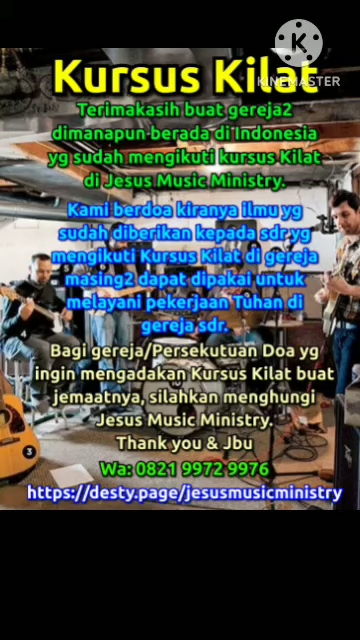 K
KINEMASTER
Kursus Kilat
Terimakasih buat gereja2
dimanapun berada di Indonesia
yg sudah mengikuti kursus Kilat
di Jesus Music Ministry.
Kami berdoa kiranya ilmu yg
sudah diberikan kepada sdr yg
mengikuti Kursus Kilat di gereja
masing2 dapat dipakai untuk
melayani pekerjaan Tuhan di
gereja sdr.
Bagi gereja/Persekutuan Doa yg
ingin mengadakan Kursus Kilat buat
jemaatnya, silahkan menghungi
Jesus Music Ministry.
Thank you & Jbu
Wa: 0821 9972 9976
https://desty.page/jesusmusicministry
3